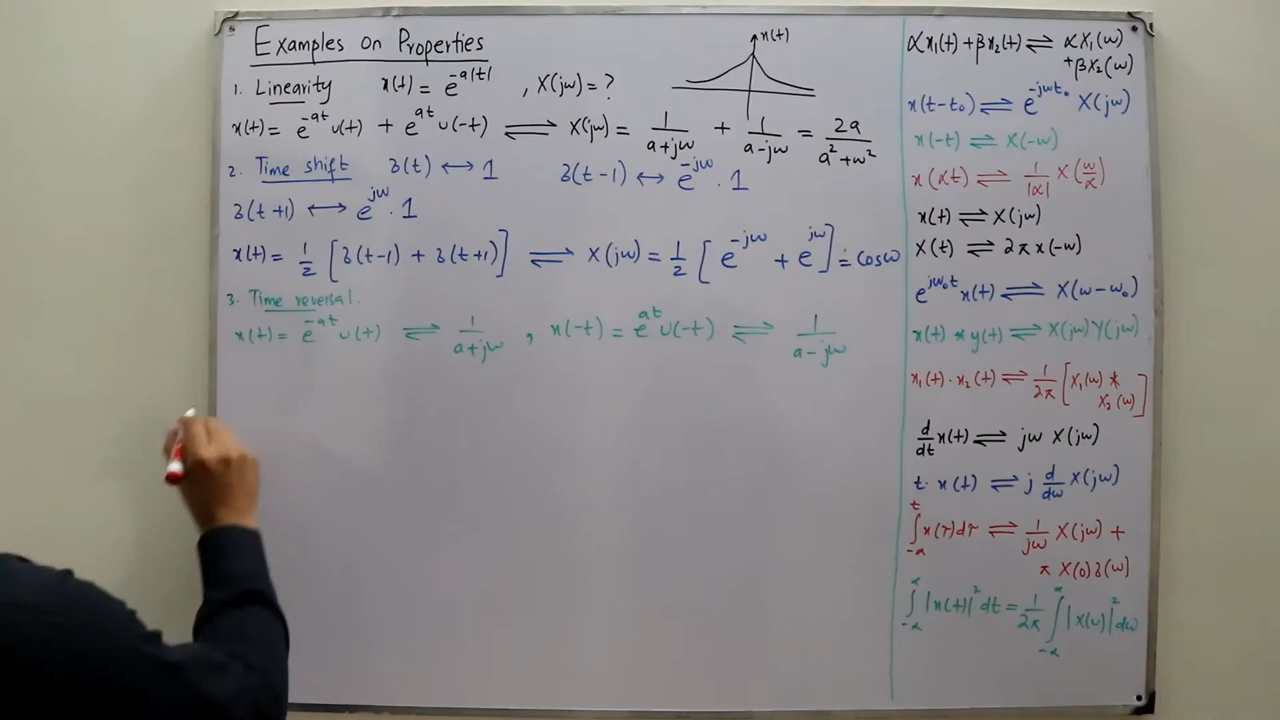 Examples on Properties
x(t)
1. Linearity x(t) = e^{-a|t|} , X(jω) = ?
x(t) = e^{-at} u(t) + e^{at} u(-t) ⇌ X(jω) = 1/(a+jω) + 1/(a-jω) = 2a/(a²+ω²)
2. Time shift δ(t) ↔ 1 δ(t-1) ↔ e^{-jω} . 1
δ(t+1) ↔ e^{jω} . 1
x(t) = 1/2 [δ(t-1) + δ(t+1)] ⇌ X(jω) = 1/2 [e^{-jω} + e^{jω}] = cosω
3. Time reversal.
x(t) = e^{-at} u(t) ⇌ 1/(a+jω) , x(-t) = e^{at} u(-t) ⇌ 1/(a-jω)
αx₁(t) + βx₂(t) ⇌ αX₁(ω)
+βX₂(ω)
x(t-t₀) ⇌ e^{-jωt₀} X(jω)
x(-t) ⇌ X(-ω)
x(αt) ⇌ 1/|α| X(ω/α)
x(t) ⇌ X(jω)
X(t) ⇌ 2π x(-ω)
e^{jω₀t} x(t) ⇌ X(ω-ω₀)
x(t) * y(t) ⇌ X(jω)Y(jω)
x₁(t) . x₂(t) ⇌ 1/2π [X₁(ω) *
X₂(ω)]
d/dt x(t) ⇌ jω X(jω)
t. x(t) ⇌ j d/dω X(jω)
∫_{-∞}^{t} x(τ)dτ ⇌ 1/jω X(jω) +
π X(0) δ(ω)
∫_{-∞}^{∞} |x(t)|² dt = 1/2π ∫_{-∞}^{∞} |X(ω)|² dω